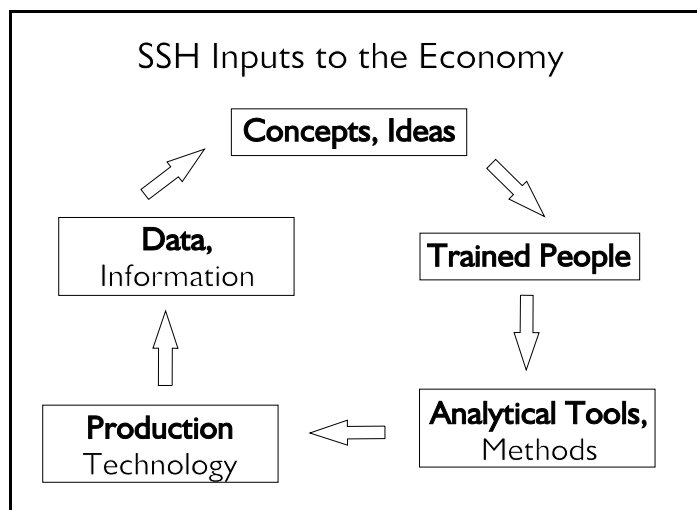 SSH Inputs to the Economy
Concepts, Ideas
Data,
Information
Trained People
Production
Technology
Analytical Tools,
Methods